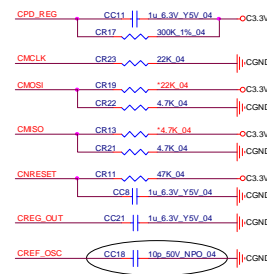 CPD_REG CC11 1u_6.3V_Y5V_04 C3.3V
CR17 300K_1%_04
CMCLK CR23 22K_04 CGND
CMOSI CR19 *22K_04 C3.3V
CR22 4.7K_04 CGND
CMISO CR13 *4.7K_04 C3.3V
CR21 4.7K_04 CGND
CNRESET CR11 47K_04 C3.3V
CC8 1u_6.3V_Y5V_04 CGND
CREG_OUT CC21 1u_6.3V_Y5V_04 CGND
CREF_OSC CC18 10p_50V_NPO_04 CGND